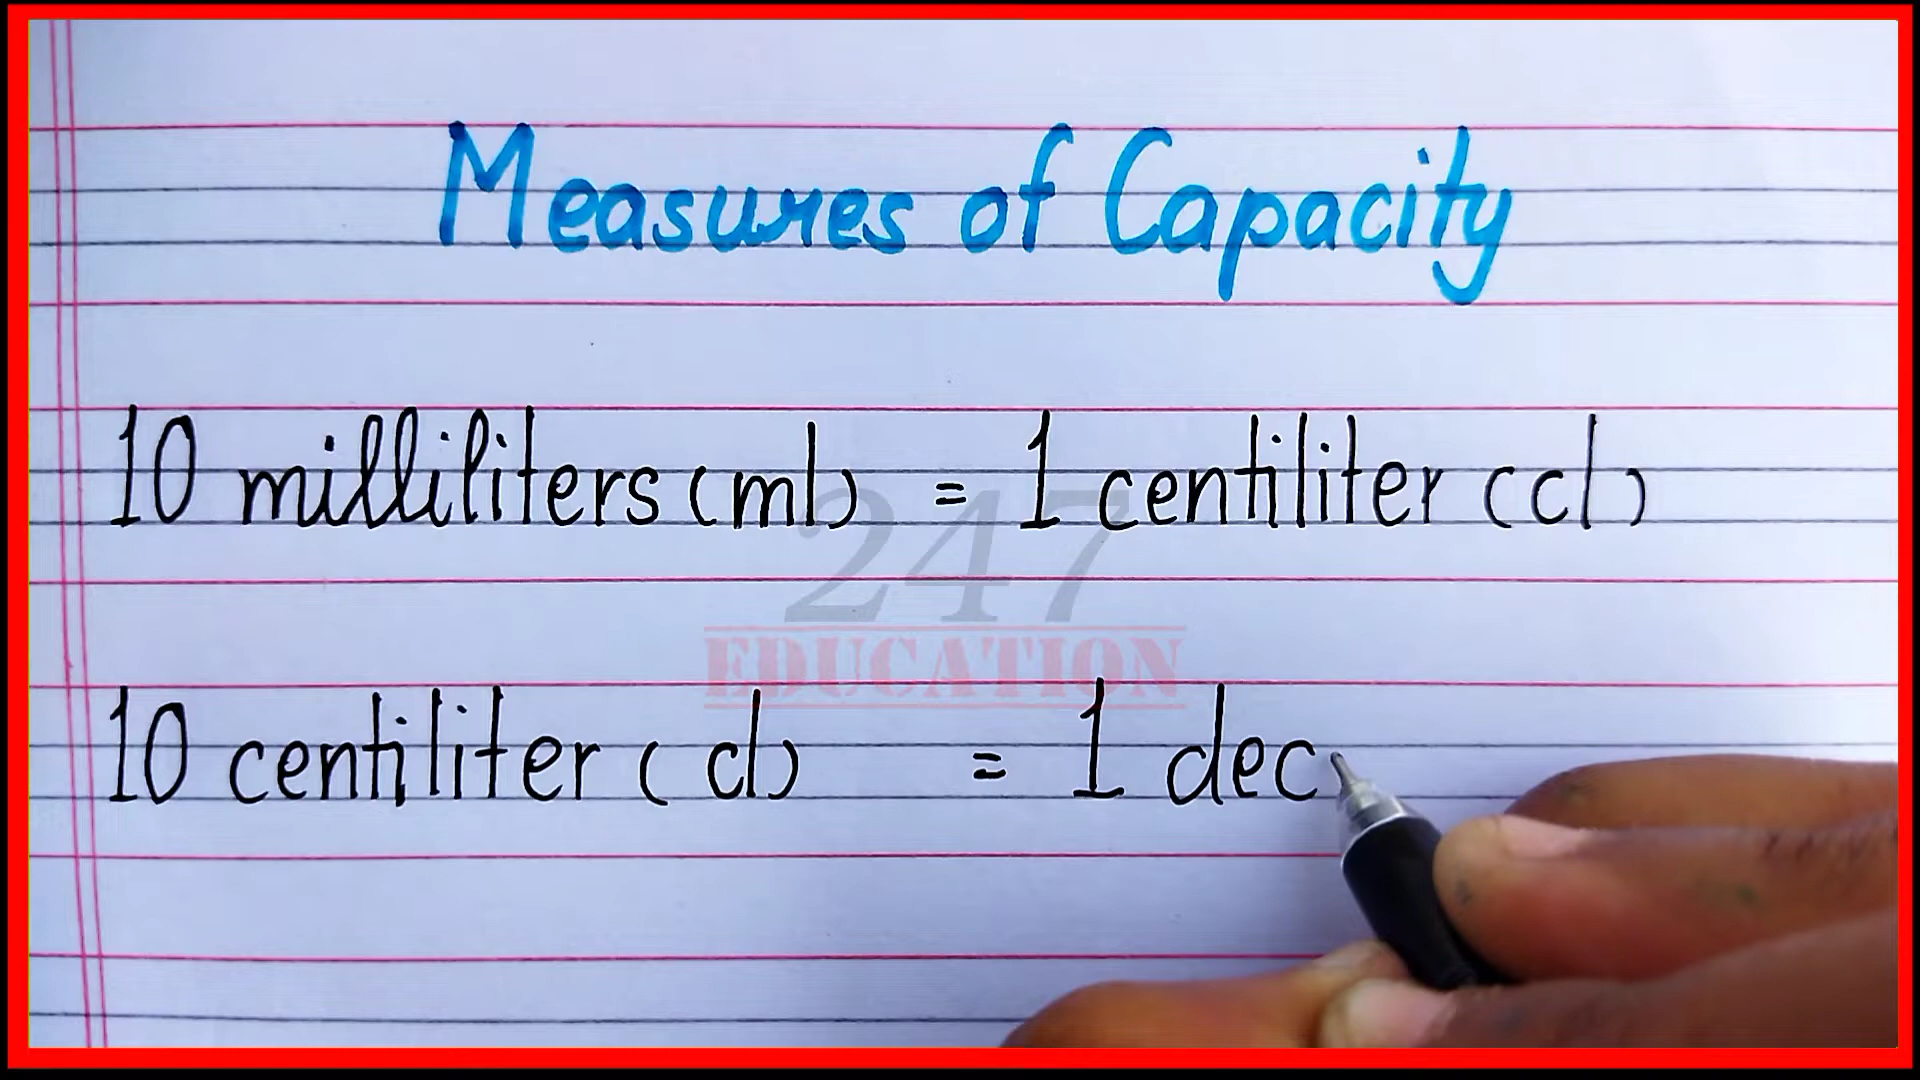 Measures of Capacity
10 milliliters (ml) = 1 centiliter (cl)
247
EDUCATION
10 centiliter (cl) = 1 dec